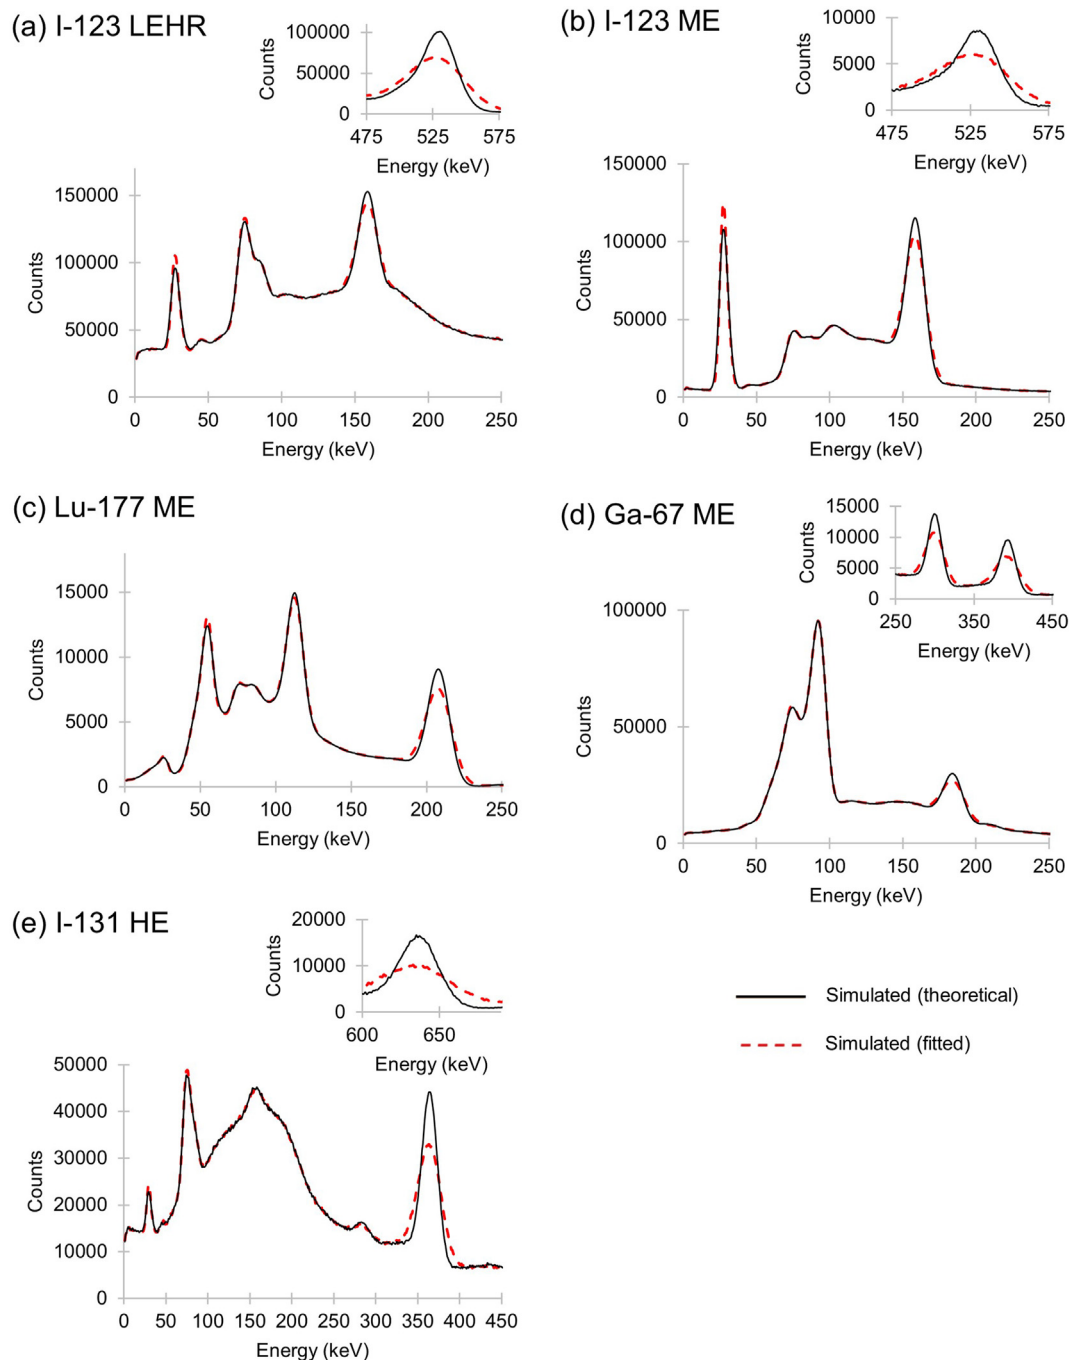 (a) I-123 LEHR
Counts
100000
50000
0
475 525 575
Energy (keV)
Counts
150000
100000
50000
0
0 50 100 150 200 250
Energy (keV)
(b) I-123 ME
Counts
10000
5000
0
475 525 575
Energy (keV)
Counts
150000
100000
50000
0
0 50 100 150 200 250
Energy (keV)
(c) Lu-177 ME
Counts
15000
10000
5000
0
0 50 100 150 200 250
Energy (keV)
(d) Ga-67 ME
Counts
15000
10000
5000
0
250 350 450
Energy (keV)
Counts
100000
50000
0
0 50 100 150 200 250
Energy (keV)
(e) I-131 HE
Counts
20000
10000
0
600 650
Energy (keV)
Counts
50000
40000
30000
20000
10000
0
0 50 100 150 200 250 300 350 400 450
Energy (keV)
Simulated (theoretical)
Simulated (fitted)